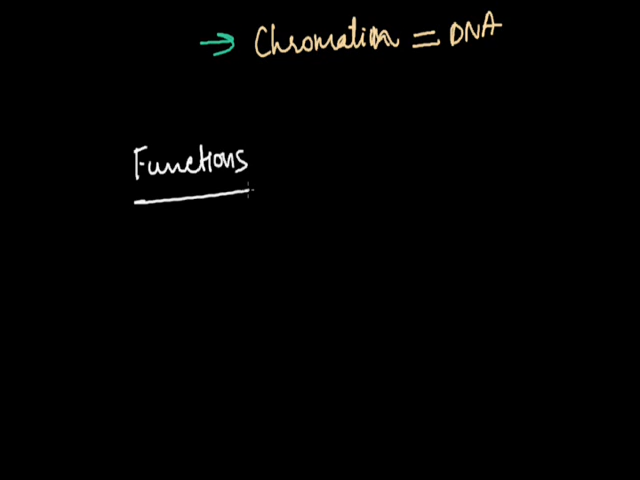 → Chromatin = DNA
Functions